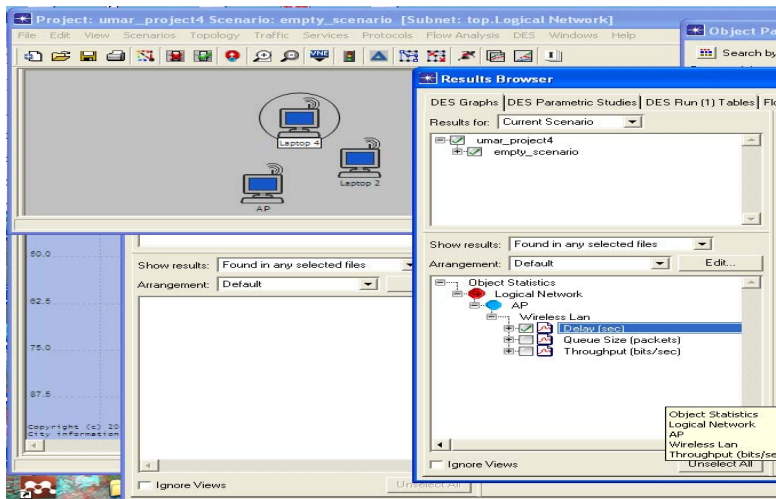 Project: umar_project4 Scenario: empty_scenario [Subnet: top.Logical Network]
File Edit View Scenarios Topology Traffic Services Protocols Flow Analysis DES Windows Help
Laptop 4
Laptop 2
AP
Object Pa
Search by
Results Browser
DES Graphs DES Parametric Studies DES Run (1) Tables Flo
Results for: Current Scenario
umar_project4
empty_scenario
Show results: Found in any selected files
Arrangement: Default Edit...
Object Statistics
Logical Network
AP
Wireless Lan
Delay (sec)
Queue Size (packets)
Throughput (bits/sec)
Object Statistics
Logical Network
AP
Wireless Lan
Throughput (bits/se
Ignore Views
Unselect All
50.0
62.5
75.0
87.5
Copyright (c) 20
City information
Show results: Found in any selected files
Arrangement: Default
Ignore Views
Unselect All